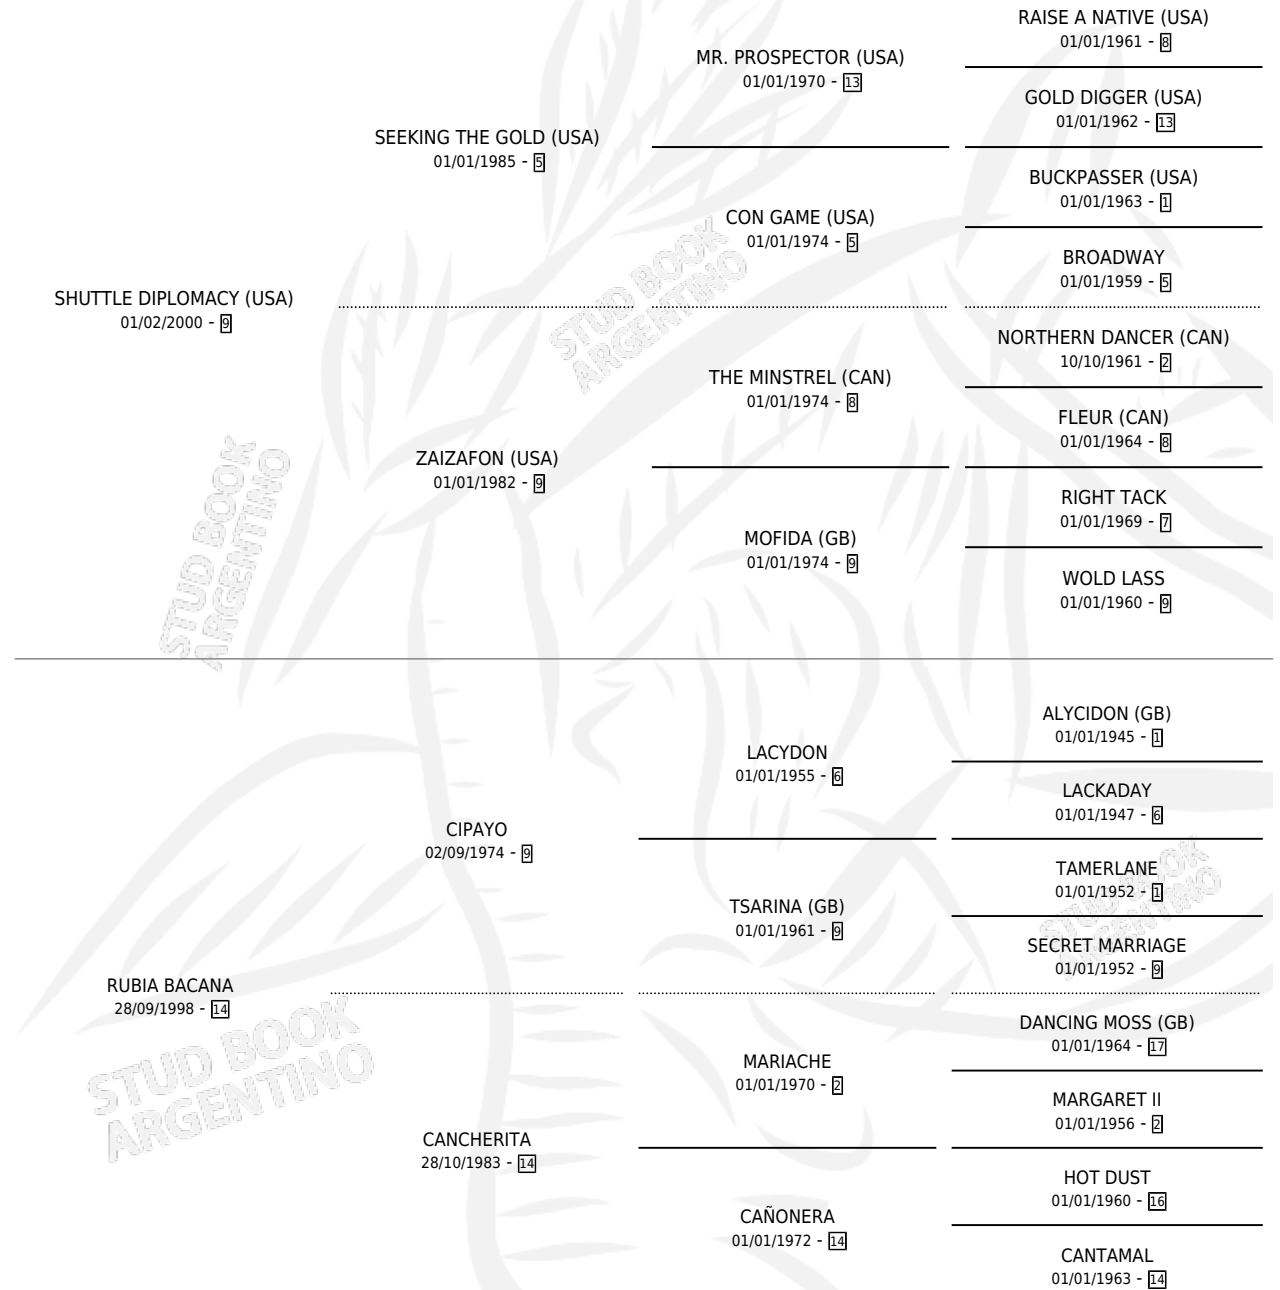 SHUTTLE DIPLOMACY (USA)
01/02/2000 - 9
SEEKING THE GOLD (USA)
01/01/1985 - 5
ZAIZAFON (USA)
01/01/1982 - 9
MR. PROSPECTOR (USA)
01/01/1970 - 13
CON GAME (USA)
01/01/1974 - 5
THE MINSTREL (CAN)
01/01/1974 - 8
MOFIDA (GB)
01/01/1974 - 9
RAISE A NATIVE (USA)
01/01/1961 - 8
GOLD DIGGER (USA)
01/01/1962 - 13
BUCKPASSER (USA)
01/01/1963 - 1
BROADWAY
01/01/1959 - 5
NORTHERN DANCER (CAN)
10/10/1961 - 2
FLEUR (CAN)
01/01/1964 - 8
RIGHT TACK
01/01/1969 - 7
WOLD LASS
01/01/1960 - 9
RUBIA BACANA
28/09/1998 - 14
CIPAYO
02/09/1974 - 9
CANCHERITA
28/10/1983 - 14
LACYDON
01/01/1955 - 6
TSARINA (GB)
01/01/1961 - 9
MARIACHE
01/01/1970 - 2
CAÑONERA
01/01/1972 - 14
ALYCIDON (GB)
01/01/1945 - 1
LACKADAY
01/01/1947 - 6
TAMERLANE
01/01/1952 - 1
SECRET MARRIAGE
01/01/1952 - 9
DANCING MOSS (GB)
01/01/1964 - 17
MARGARET II
01/01/1956 - 2
HOT DUST
01/01/1960 - 16
CANTAMAL
01/01/1963 - 14
STUD BOOK
ARGENTINO
STUD BOOK
ARGENTINO
STUD BOOK
ARGENTINO
STUD BOOK
ARGENTINO